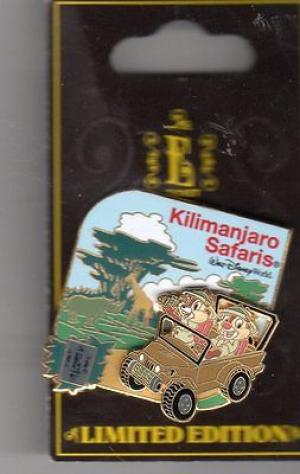 E
Kilimanjaro
Safaris®
Walt Disney World
LIMITED EDITION